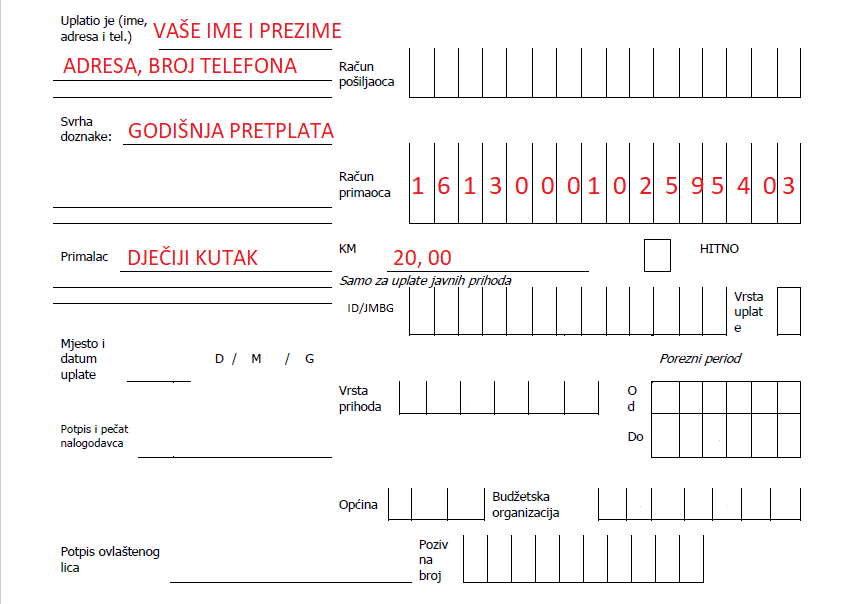 Uplatio je (ime,
adresa i tel.) VAŠE IME I PREZIME
ADRESA, BROJ TELEFONA
Račun
pošiljaoca
Svrha
doznake: GODIŠNJA PRETPLATA
Račun
primaoca 1 6 1 3 0 0 0 1 0 2 5 9 5 4 0 3
Primalac DJEČIJI KUTAK
KM 20, 00
HITNO
Samo za uplate javnih prihoda
ID/JMBG
Vrsta
uplat
e
Mjesto i
datum
uplate
D / M / G
Porezni period
Vrsta
prihoda
O
d
Do
Potpis i pečat
nalogodavca
Općina
Budžetska
organizacija
Potpis ovlaštenog
lica
Poziv
na
broj